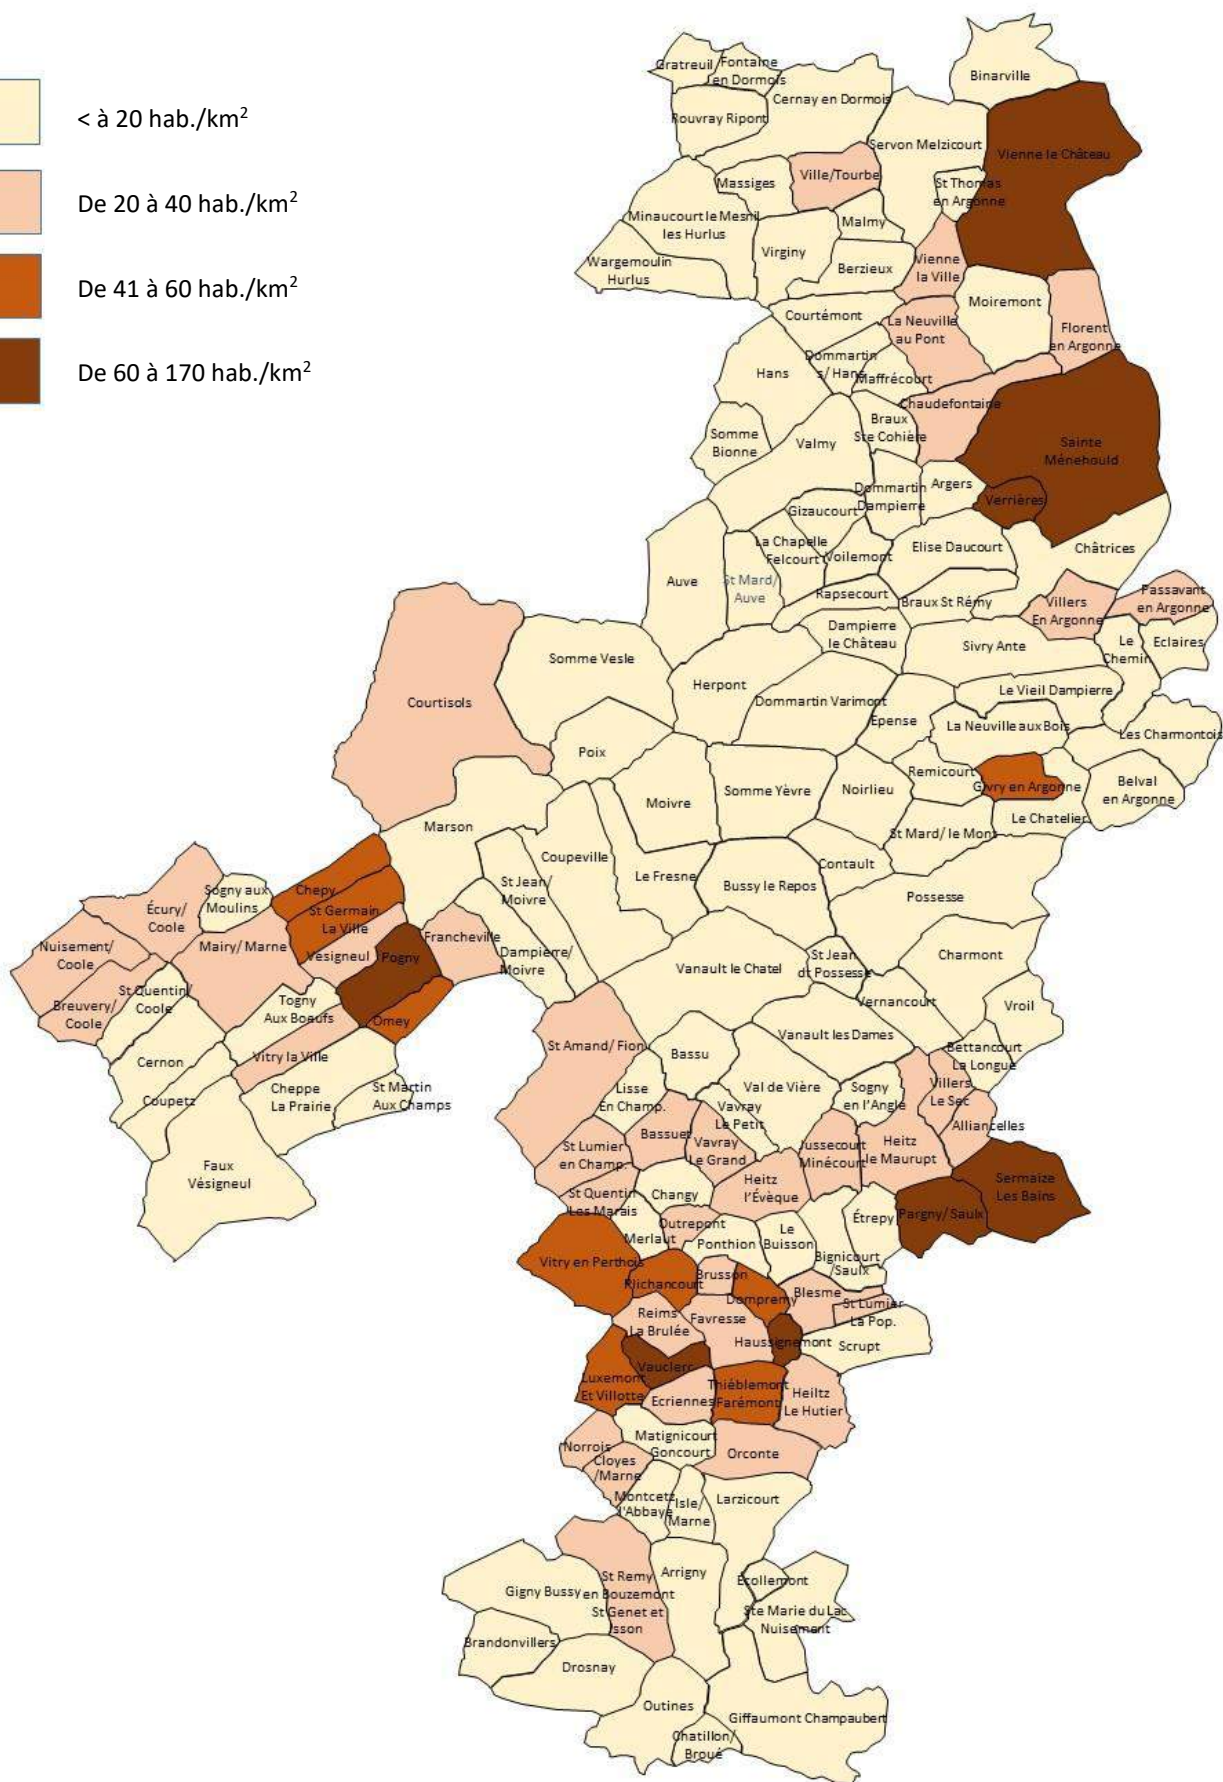 < à 20 hab./km²
De 20 à 40 hab./km²
De 41 à 60 hab./km²
De 60 à 170 hab./km²
Binarville
Gratreuil
Fontaine
en Dormois
Cernay en Dormois
Rouvray Ripont
Servon Melzicourt
Vienne le Château
Massiges
Ville/Tourbe
St Thomas
en Argonne
Minaucourt le Mesnil
les Hurlus
Malmy
Virginy
Berzieux
Vienne
la Ville
Wargemoulin
Hurlus
Moiremont
Courtémont
La Neuville
au Pont
Florent
en Argonne
Hans
Dommartin
s/ Hans
Maffrécourt
Chaudefontaine
Braux
Ste Cohière
Somme
Bionne
Valmy
Sainte
Ménehould
Dommartin
Dampierre
Argers
Verrières
Gizaucourt
La Chapelle
Felcourt
Voilemont
Elise Daucourt
Châtrices
Auve
St Mard/
Auve
Rapsecourt
Braux St Rémy
Villers
En Argonne
Passavant
en Argonne
Dampierre
le Château
Sivry Ante
Le
Chemin
Eclaires
Somme Vesle
Herpont
Dommartin Varimont
Le Vieil Dampierre
Courtisols
Epense
La Neuville aux Bois
Les Charmontois
Poix
Remicourt
Givry en Argonne
Belval
en Argonne
Moivre
Somme Yèvre
Noirlieu
Le Chatelier
St Mard/ le Mont
Marson
Coupeville
Contault
Le Fresne
Bussy le Repos
Possesse
St Jean/
Moivre
Chepy
Sogny aux
Moulins
Écury/
Coole
St Germain
La Ville
Francheville
Nuisement/
Coole
Mairy/ Marne
Vésigneul
Pogny
Dampierre/
Moivre
Vanault le Chatel
St Jean
dt Possesse
Charmont
St Quentin/
Coole
Breuvery/
Coole
Togny
Aux Boeufs
Omey
Vernancourt
Vroil
Vanault les Dames
Bettancourt
La Longue
Cernon
Vitry la Ville
St Amand/ Fion
Bassu
Coupetz
Cheppe
La Prairie
St Martin
Aux Champs
Lisse
En Champ.
Val de Vière
Sogny
en l'Angle
Villers
Le Sec
Vavray
Le Petit
Alliancelles
Bassuet
Vavray
Le Grand
St Lumier
en Champ.
Jussecourt
Minécourt
Heitz
le Maurupt
Faux
Vésigneul
Sermaize
Les Bains
St Quentin
Les Marais
Changy
Heitz
l'Évèque
Étrepy
Pargny/ Saulx
Outrepont
Merlaut
Ponthion
Le
Buisson
Bignicourt
/Saulx
Vitry en Perthois
Plichancourt
Brusson
Dompremy
Blesme
St Lumier
La Pop.
Reims
La Brulée
Favresse
Haussignemont
Scrupt
Vauclerc
Luxemont
Et Villotte
Ecriennes
Thiéblemont
Farémont
Heiltz
Le Hutier
Matignicourt
Goncourt
Norrois
Cloyes
/Marne
Orconte
Montcetz
l'Abbaye
Isle/
Marne
Larzicourt
Gigny Bussy
St Remy
en Bouzemont
St Genet et
Isson
Arrigny
Ecollemont
Ste Marie du Lac
Nuisement
Brandonvillers
Drosnay
Outines
Giffaumont Champaubert
Chatillon/
Broué